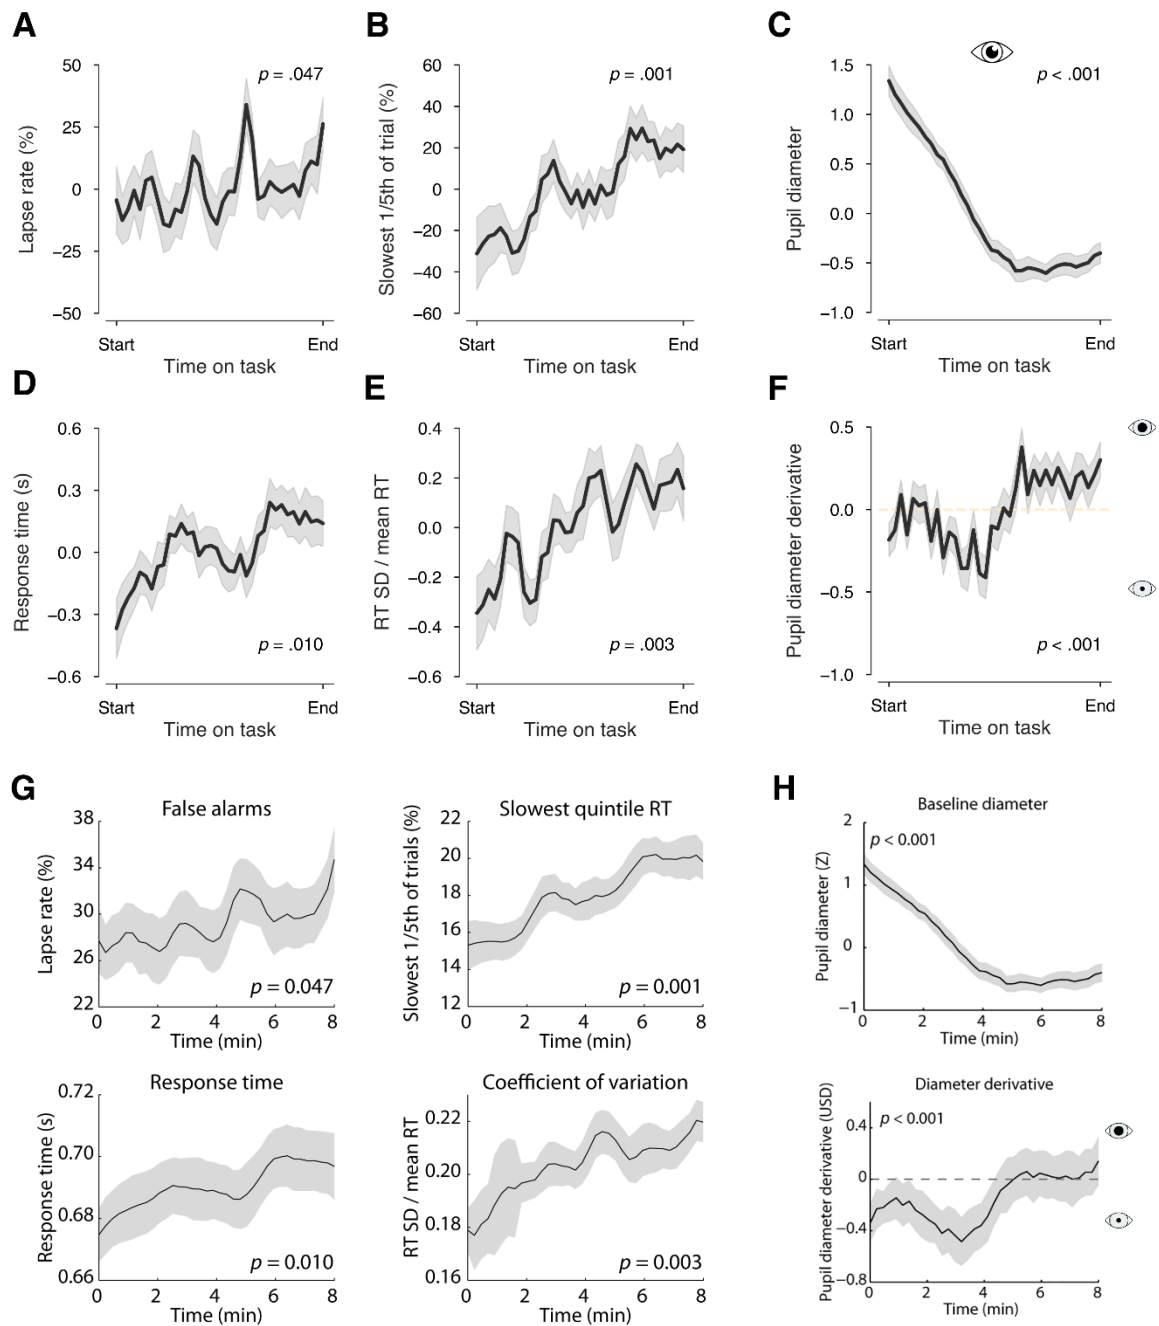 A
50
25
0
−25
−50
Lapse rate (%)
p = .047
Start
End
Time on task
B
60
40
20
0
−20
−40
−60
Slowest 1/5th of trial (%)
p = .001
Start
End
Time on task
C
1.5
1.0
0.5
0.0
−0.5
−1.0
Pupil diameter
p < .001
Start
End
Time on task
D
0.6
0.3
0.0
−0.3
−0.6
Response time (s)
p = .010
Start
End
Time on task
E
0.4
0.2
0.0
−0.2
−0.4
−0.6
RT SD / mean RT
p = .003
Start
End
Time on task
F
0.5
0.0
−0.5
−1.0
Pupil diameter derivative
p < .001
Start
End
Time on task
G
False alarms
38
34
30
26
22
Lapse rate (%)
p = 0.047
0 2 4 6 8
Time (min)
Slowest quintile RT
22
20
18
16
14
12
Slowest 1/5th of trials (%)
p = 0.001
0 2 4 6 8
Time (min)
H
Baseline diameter
2
1
0
−1
Pupil diameter (Z)
p < 0.001
0 2 4 6 8
Time (min)
Response time
0.72
0.70
0.68
0.66
Response time (s)
p = 0.010
0 2 4 6 8
Time (min)
Coefficient of variation
0.22
0.20
0.18
0.16
RT SD / mean RT
p = 0.003
0 2 4 6 8
Time (min)
Diameter derivative
0.4
0
−0.4
−0.8
Pupil diameter derivative (USD)
p < 0.001
0 2 4 6 8
Time (min)